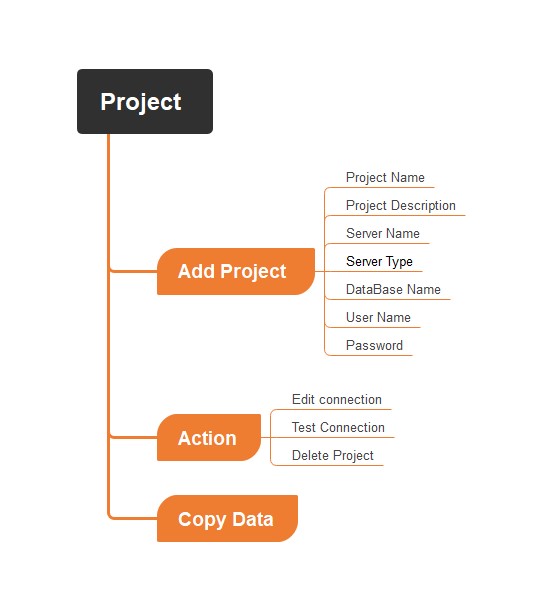 Project
Add Project
Project Name
Project Description
Server Name
Server Type
DataBase Name
User Name
Password
Action
Edit connection
Test Connection
Delete Project
Copy Data